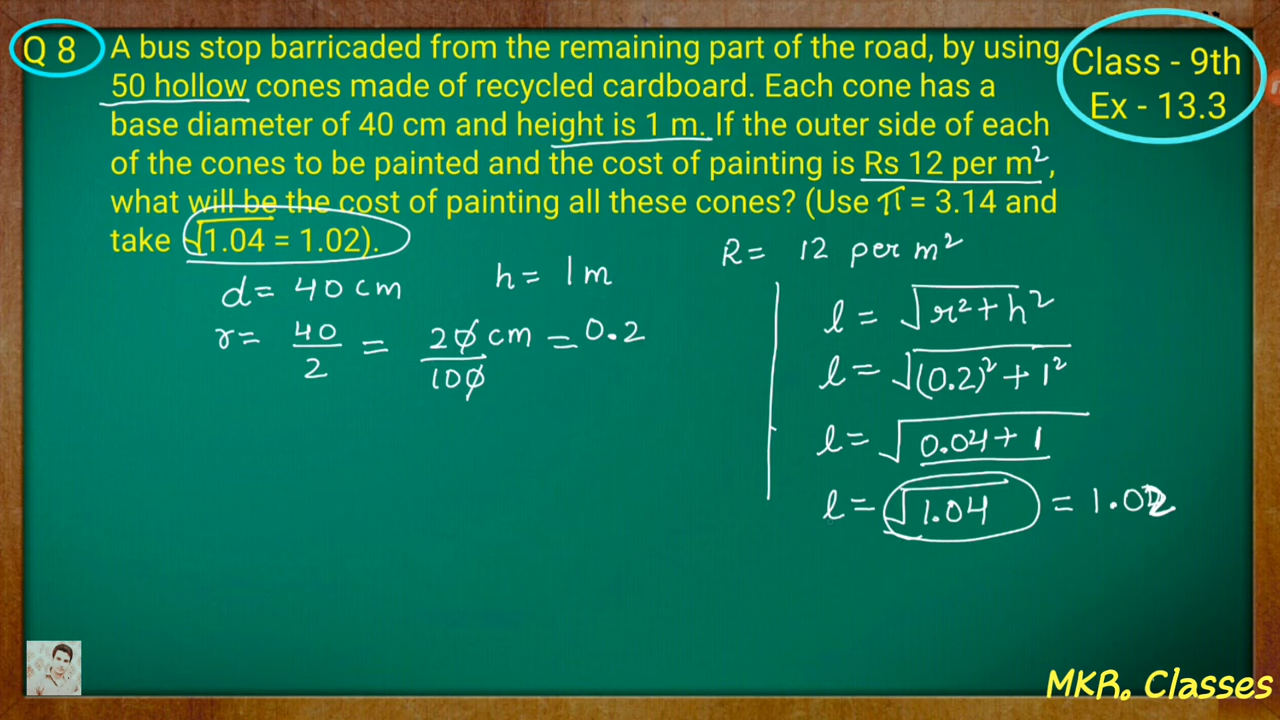 Q 8
A bus stop barricaded from the remaining part of the road, by using
50 hollow cones made of recycled cardboard. Each cone has a
base diameter of 40 cm and height is 1 m. If the outer side of each
of the cones to be painted and the cost of painting is Rs 12 per m²,
what will be the cost of painting all these cones? (Use π = 3.14 and
take √1.04 = 1.02).
Class - 9th
Ex - 13.3
d = 40 cm
h = 1 m
r = 40/2 = 20/100 cm = 0.2
R = 12 per m²
l = √r² + h²
l = √(0.2)² + 1²
l = √0.04 + 1
l = √1.04 = 1.02
MKR. Classes